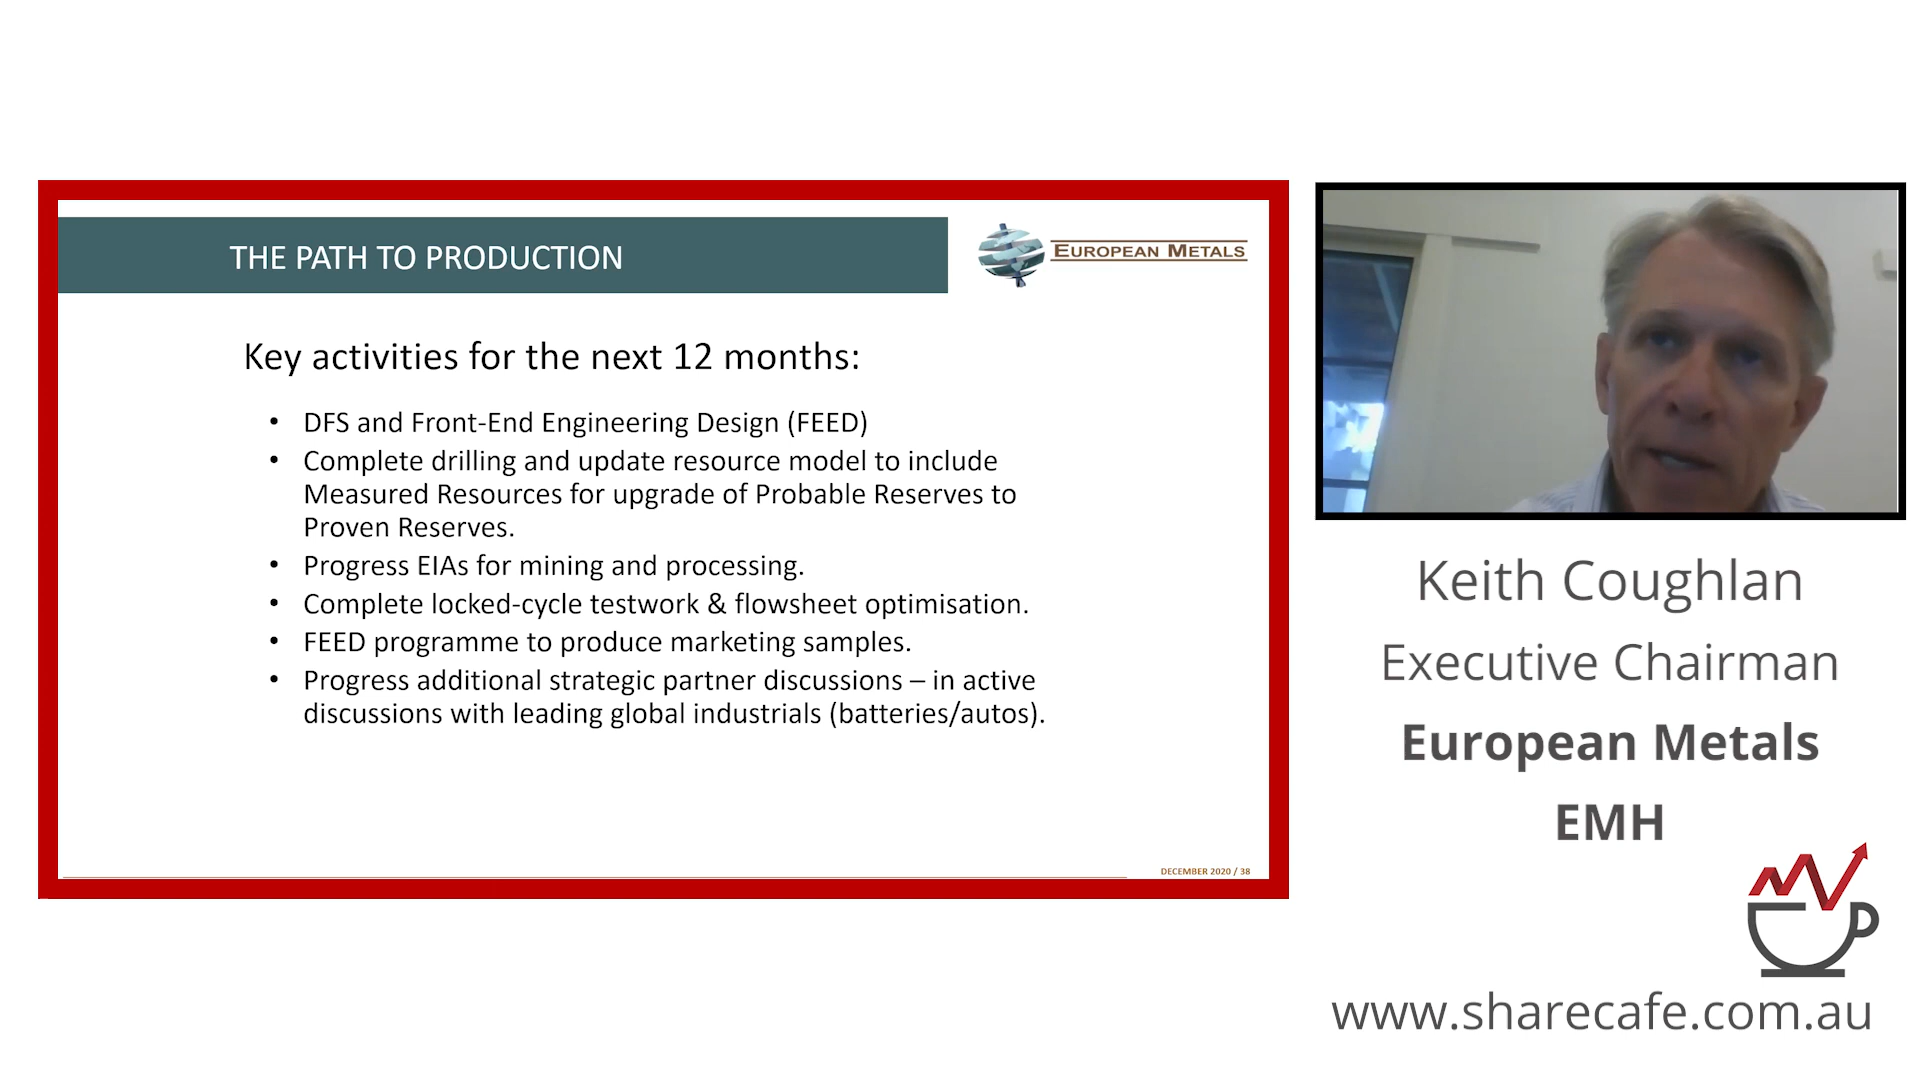 THE PATH TO PRODUCTION
EUROPEAN METALS
Key activities for the next 12 months:
• DFS and Front-End Engineering Design (FEED)
• Complete drilling and update resource model to include
Measured Resources for upgrade of Probable Reserves to
Proven Reserves.
• Progress EIAs for mining and processing.
• Complete locked-cycle testwork & flowsheet optimisation.
• FEED programme to produce marketing samples.
• Progress additional strategic partner discussions – in active
discussions with leading global industrials (batteries/autos).
DECEMBER 2020 / 38
Keith Coughlan
Executive Chairman
European Metals
EMH
www.sharecafe.com.au